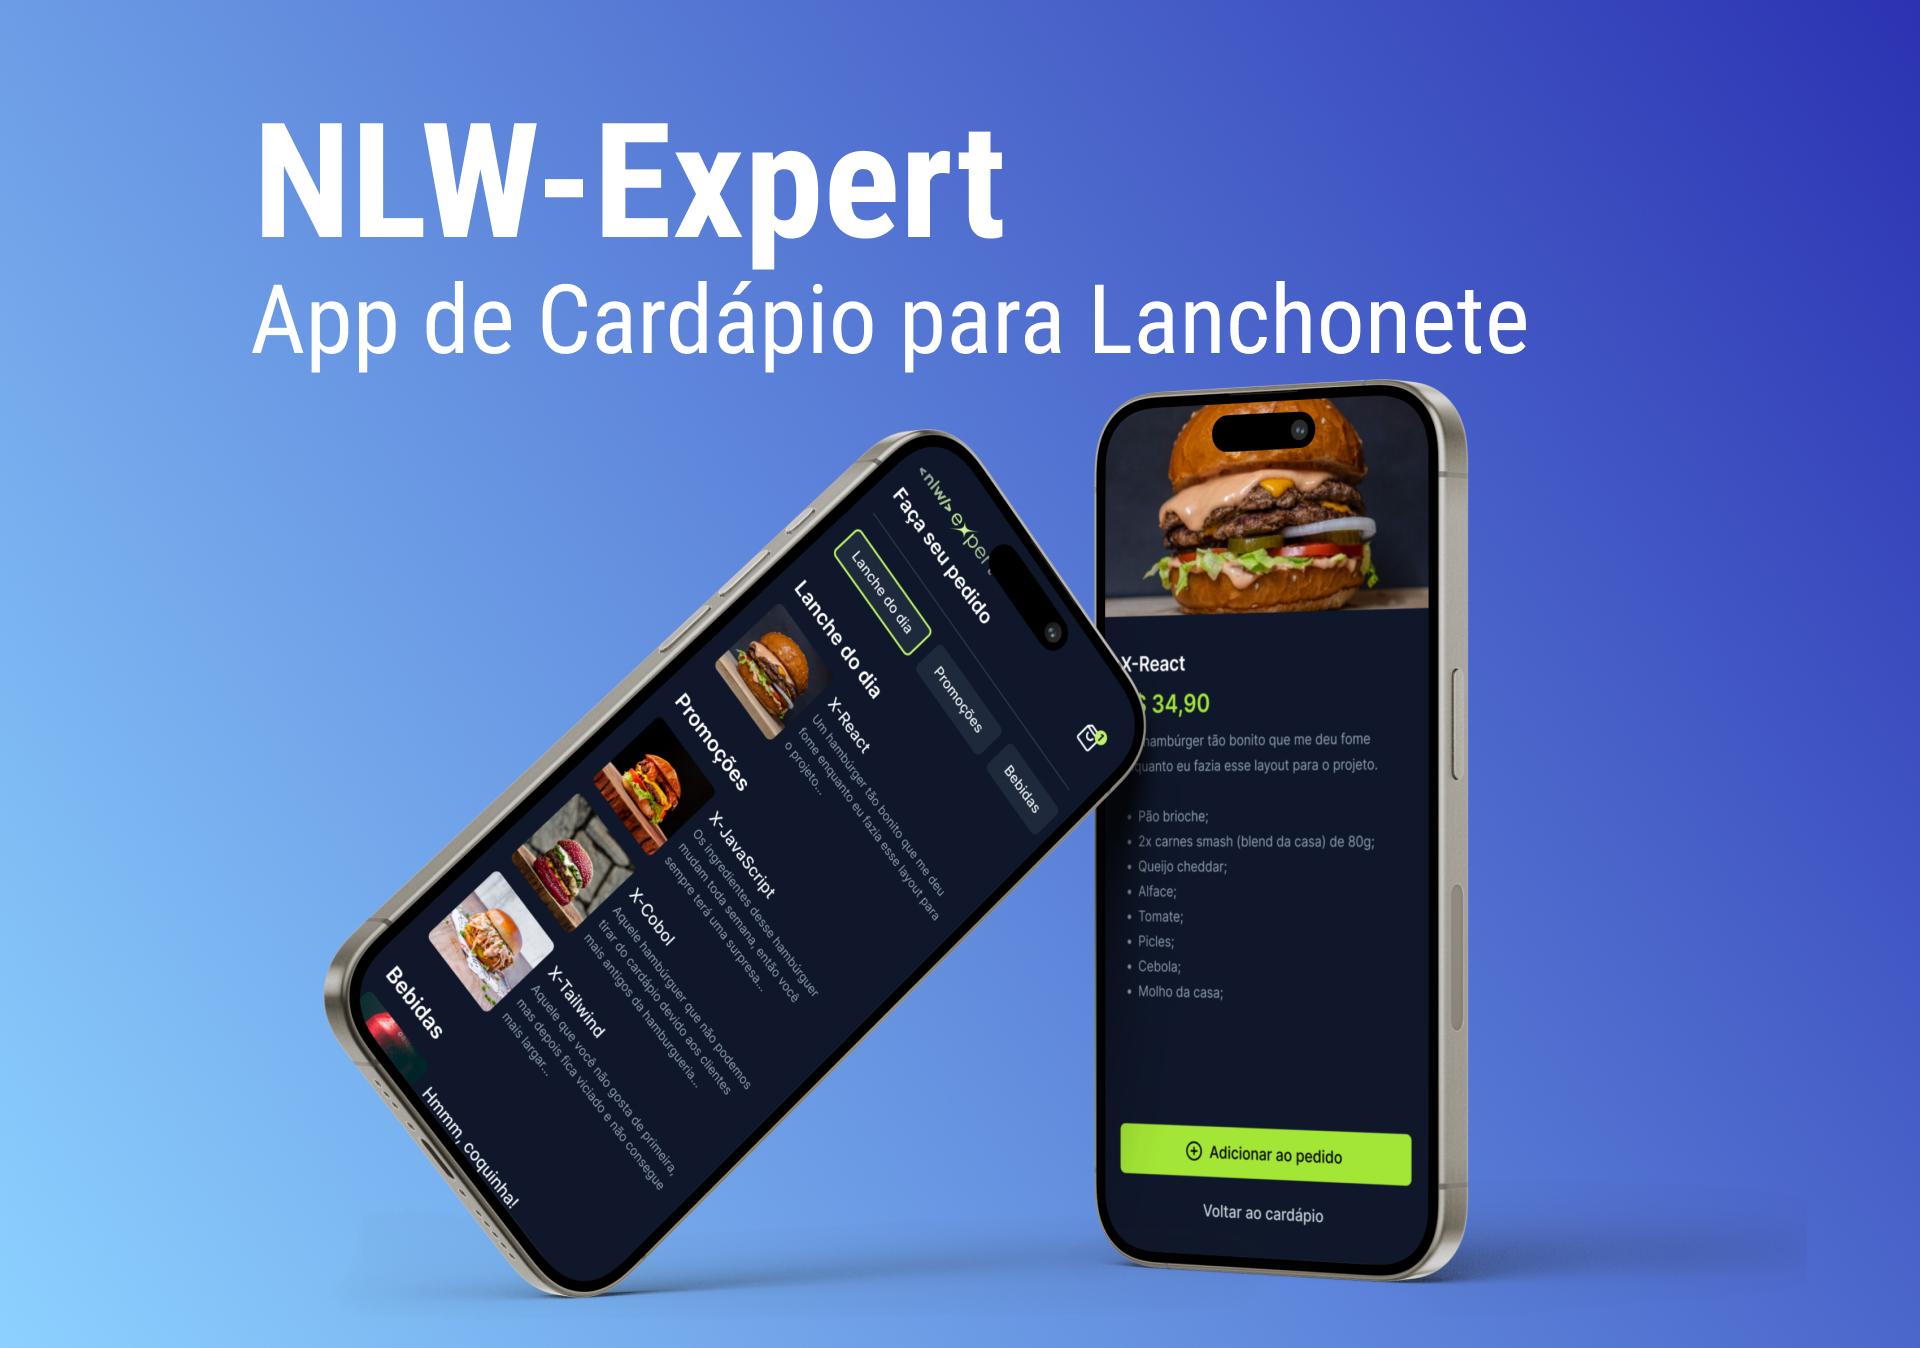 NLW-Expert
App de Cardápio para Lanchonete
<nlw/> exper
Faça seu pedido
1
Lanche do dia
Promoções
Bebidas
Lanche do dia
X-React
Um hambúrger tão bonito que me deu
fome enquanto eu fazia esse layout para
o projeto...
Promoções
X-JavaScript
Os ingredientes desse hambúrguer
mudam toda semana, então você
sempre terá uma surpresa...
X-Cobol
Aquele hambúrguer que não podemos
tirar do cardápio devido aos clientes
mais antigos da hamburgueria...
X-Tailwind
Aquele que você não gosta de primeira,
mas depois fica viciado e não consegue
mais largar...
Bebidas
Hmmm, coquinha!
X-React
$ 34,90
hambúrger tão bonito que me deu fome
quanto eu fazia esse layout para o projeto.
• Pão brioche;
• 2x carnes smash (blend da casa) de 80g;
• Queijo cheddar;
• Alface;
• Tomate;
• Picles;
• Cebola;
• Molho da casa;
Adicionar ao pedido
Voltar ao cardápio